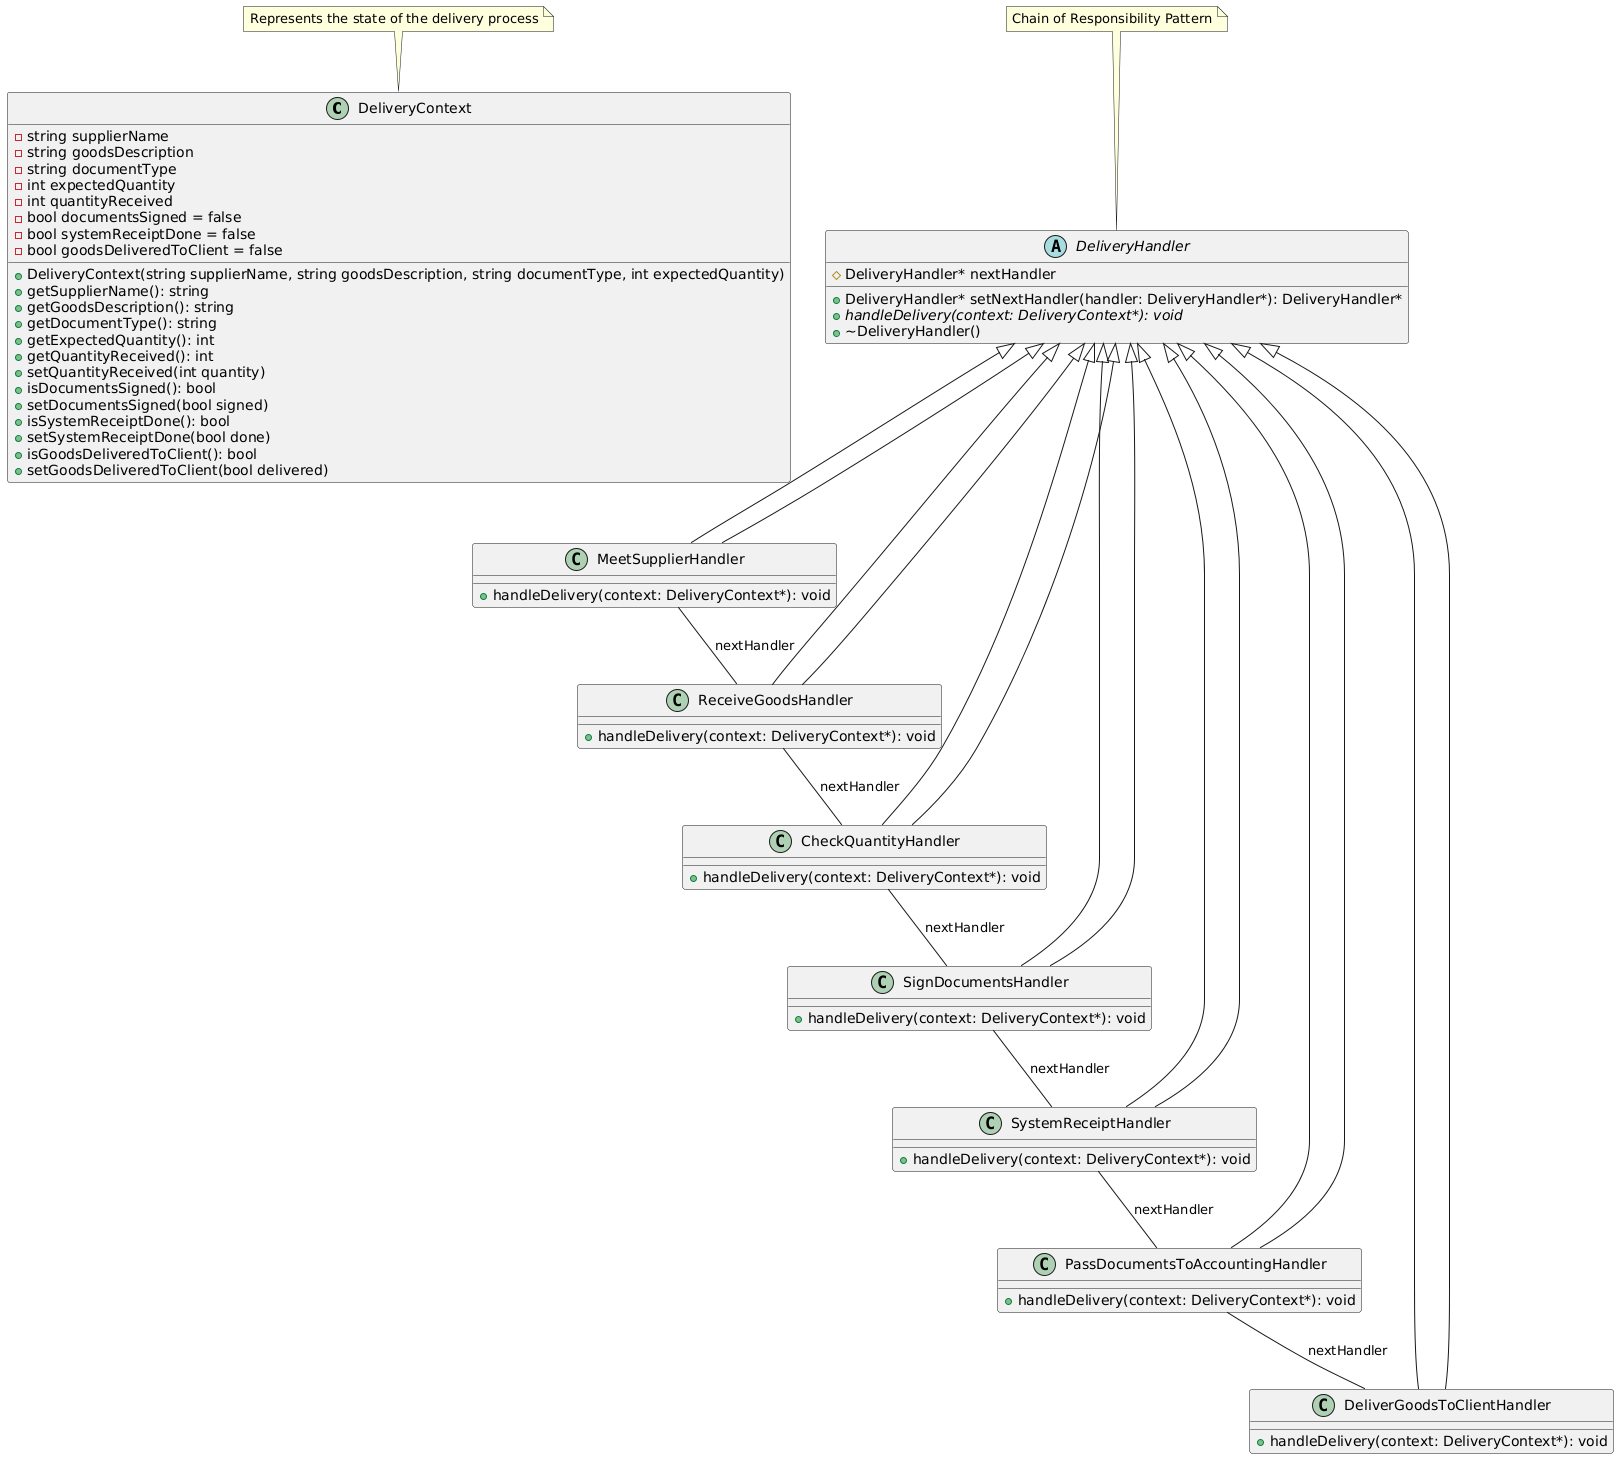 Represents the state of the delivery process
Chain of Responsibility Pattern
C DeliveryContext
string supplierName
string goodsDescription
string documentType
int expectedQuantity
int quantityReceived
bool documentsSigned = false
bool systemReceiptDone = false
bool goodsDeliveredToClient = false
DeliveryContext(string supplierName, string goodsDescription, string documentType, int expectedQuantity)
getSupplierName(): string
getGoodsDescription(): string
getDocumentType(): string
getExpectedQuantity(): int
getQuantityReceived(): int
setQuantityReceived(int quantity)
isDocumentsSigned(): bool
setDocumentsSigned(bool signed)
isSystemReceiptDone(): bool
setSystemReceiptDone(bool done)
isGoodsDeliveredToClient(): bool
setGoodsDeliveredToClient(bool delivered)
A DeliveryHandler
DeliveryHandler* nextHandler
DeliveryHandler* setNextHandler(handler: DeliveryHandler*): DeliveryHandler*
handleDelivery(context: DeliveryContext*): void
~DeliveryHandler()
C MeetSupplierHandler
handleDelivery(context: DeliveryContext*): void
nextHandler
C ReceiveGoodsHandler
handleDelivery(context: DeliveryContext*): void
nextHandler
C CheckQuantityHandler
handleDelivery(context: DeliveryContext*): void
nextHandler
C SignDocumentsHandler
handleDelivery(context: DeliveryContext*): void
nextHandler
C SystemReceiptHandler
handleDelivery(context: DeliveryContext*): void
nextHandler
C PassDocumentsToAccountingHandler
handleDelivery(context: DeliveryContext*): void
nextHandler
C DeliverGoodsToClientHandler
handleDelivery(context: DeliveryContext*): void